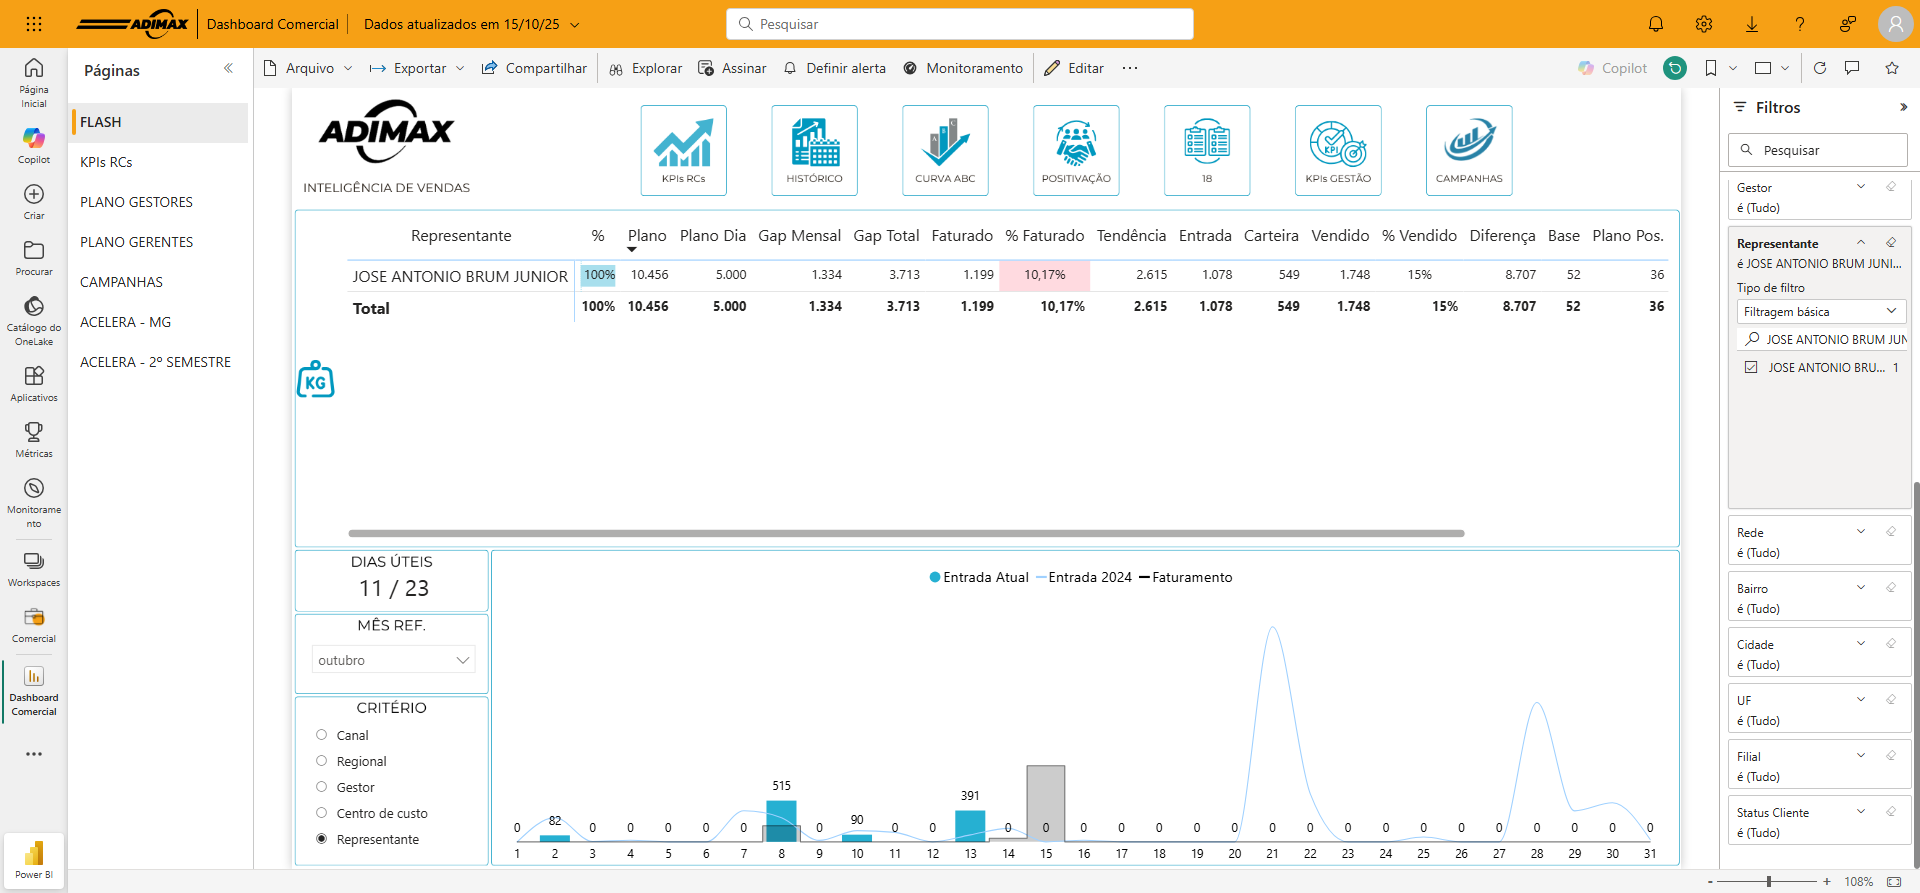 ADIMAX
Dashboard Comercial
Dados atualizados em 15/10/25
Pesquisar
Página Inicial
Copilot
Criar
Procurar
Catálogo do OneLake
Aplicativos
Métricas
Monitorame
nto
Workspaces
Comercial
Dashboard Comercial
Power BI
Páginas
FLASH
KPIs RCs
PLANO GESTORES
PLANO GERENTES
CAMPANHAS
ACELERA - MG
ACELERA - 2º SEMESTRE
Arquivo Exportar Compartilhar Explorar Assinar Definir alerta Monitoramento Editar ... Copilot
ADIMAX
INTELIGÊNCIA DE VENDAS
KPIs RCs
HISTÓRICO
A B C
CURVA ABC
POSITIVAÇÃO
18
KPI
KPIs GESTÃO
CAMPANHAS
Representante % Plano Plano Dia Gap Mensal Gap Total Faturado % Faturado Tendência Entrada Carteira Vendido % Vendido Diferença Base Plano Pos.
JOSE ANTONIO BRUM JUNIOR 100% 10.456 5.000 1.334 3.713 1.199 10,17% 2.615 1.078 549 1.748 15% 8.707 52 36
Total 100% 10.456 5.000 1.334 3.713 1.199 10,17% 2.615 1.078 549 1.748 15% 8.707 52 36
KG
DIAS ÚTEIS
11 / 23
MÊS REF.
outubro
CRITÉRIO
Canal
Regional
Gestor
Centro de custo
Representante
Entrada Atual Entrada 2024 Faturamento
0 82 0 0 0 0 0 515 0 90 0 0 391 0 0 0 0 0 0 0 0 0 0 0 0 0 0 0 0 0 0
1 2 3 4 5 6 7 8 9 10 11 12 13 14 15 16 17 18 19 20 21 22 23 24 25 26 27 28 29 30 31
Filtros
Pesquisar
Gestor
é (Tudo)
Representante
é JOSE ANTONIO BRUM JUNI...
Tipo de filtro
Filtragem básica
JOSE ANTONIO BRUM JUN
JOSE ANTONIO BRU... 1
Rede
é (Tudo)
Bairro
é (Tudo)
Cidade
é (Tudo)
UF
é (Tudo)
Filial
é (Tudo)
Status Cliente
é (Tudo)
- + 108%